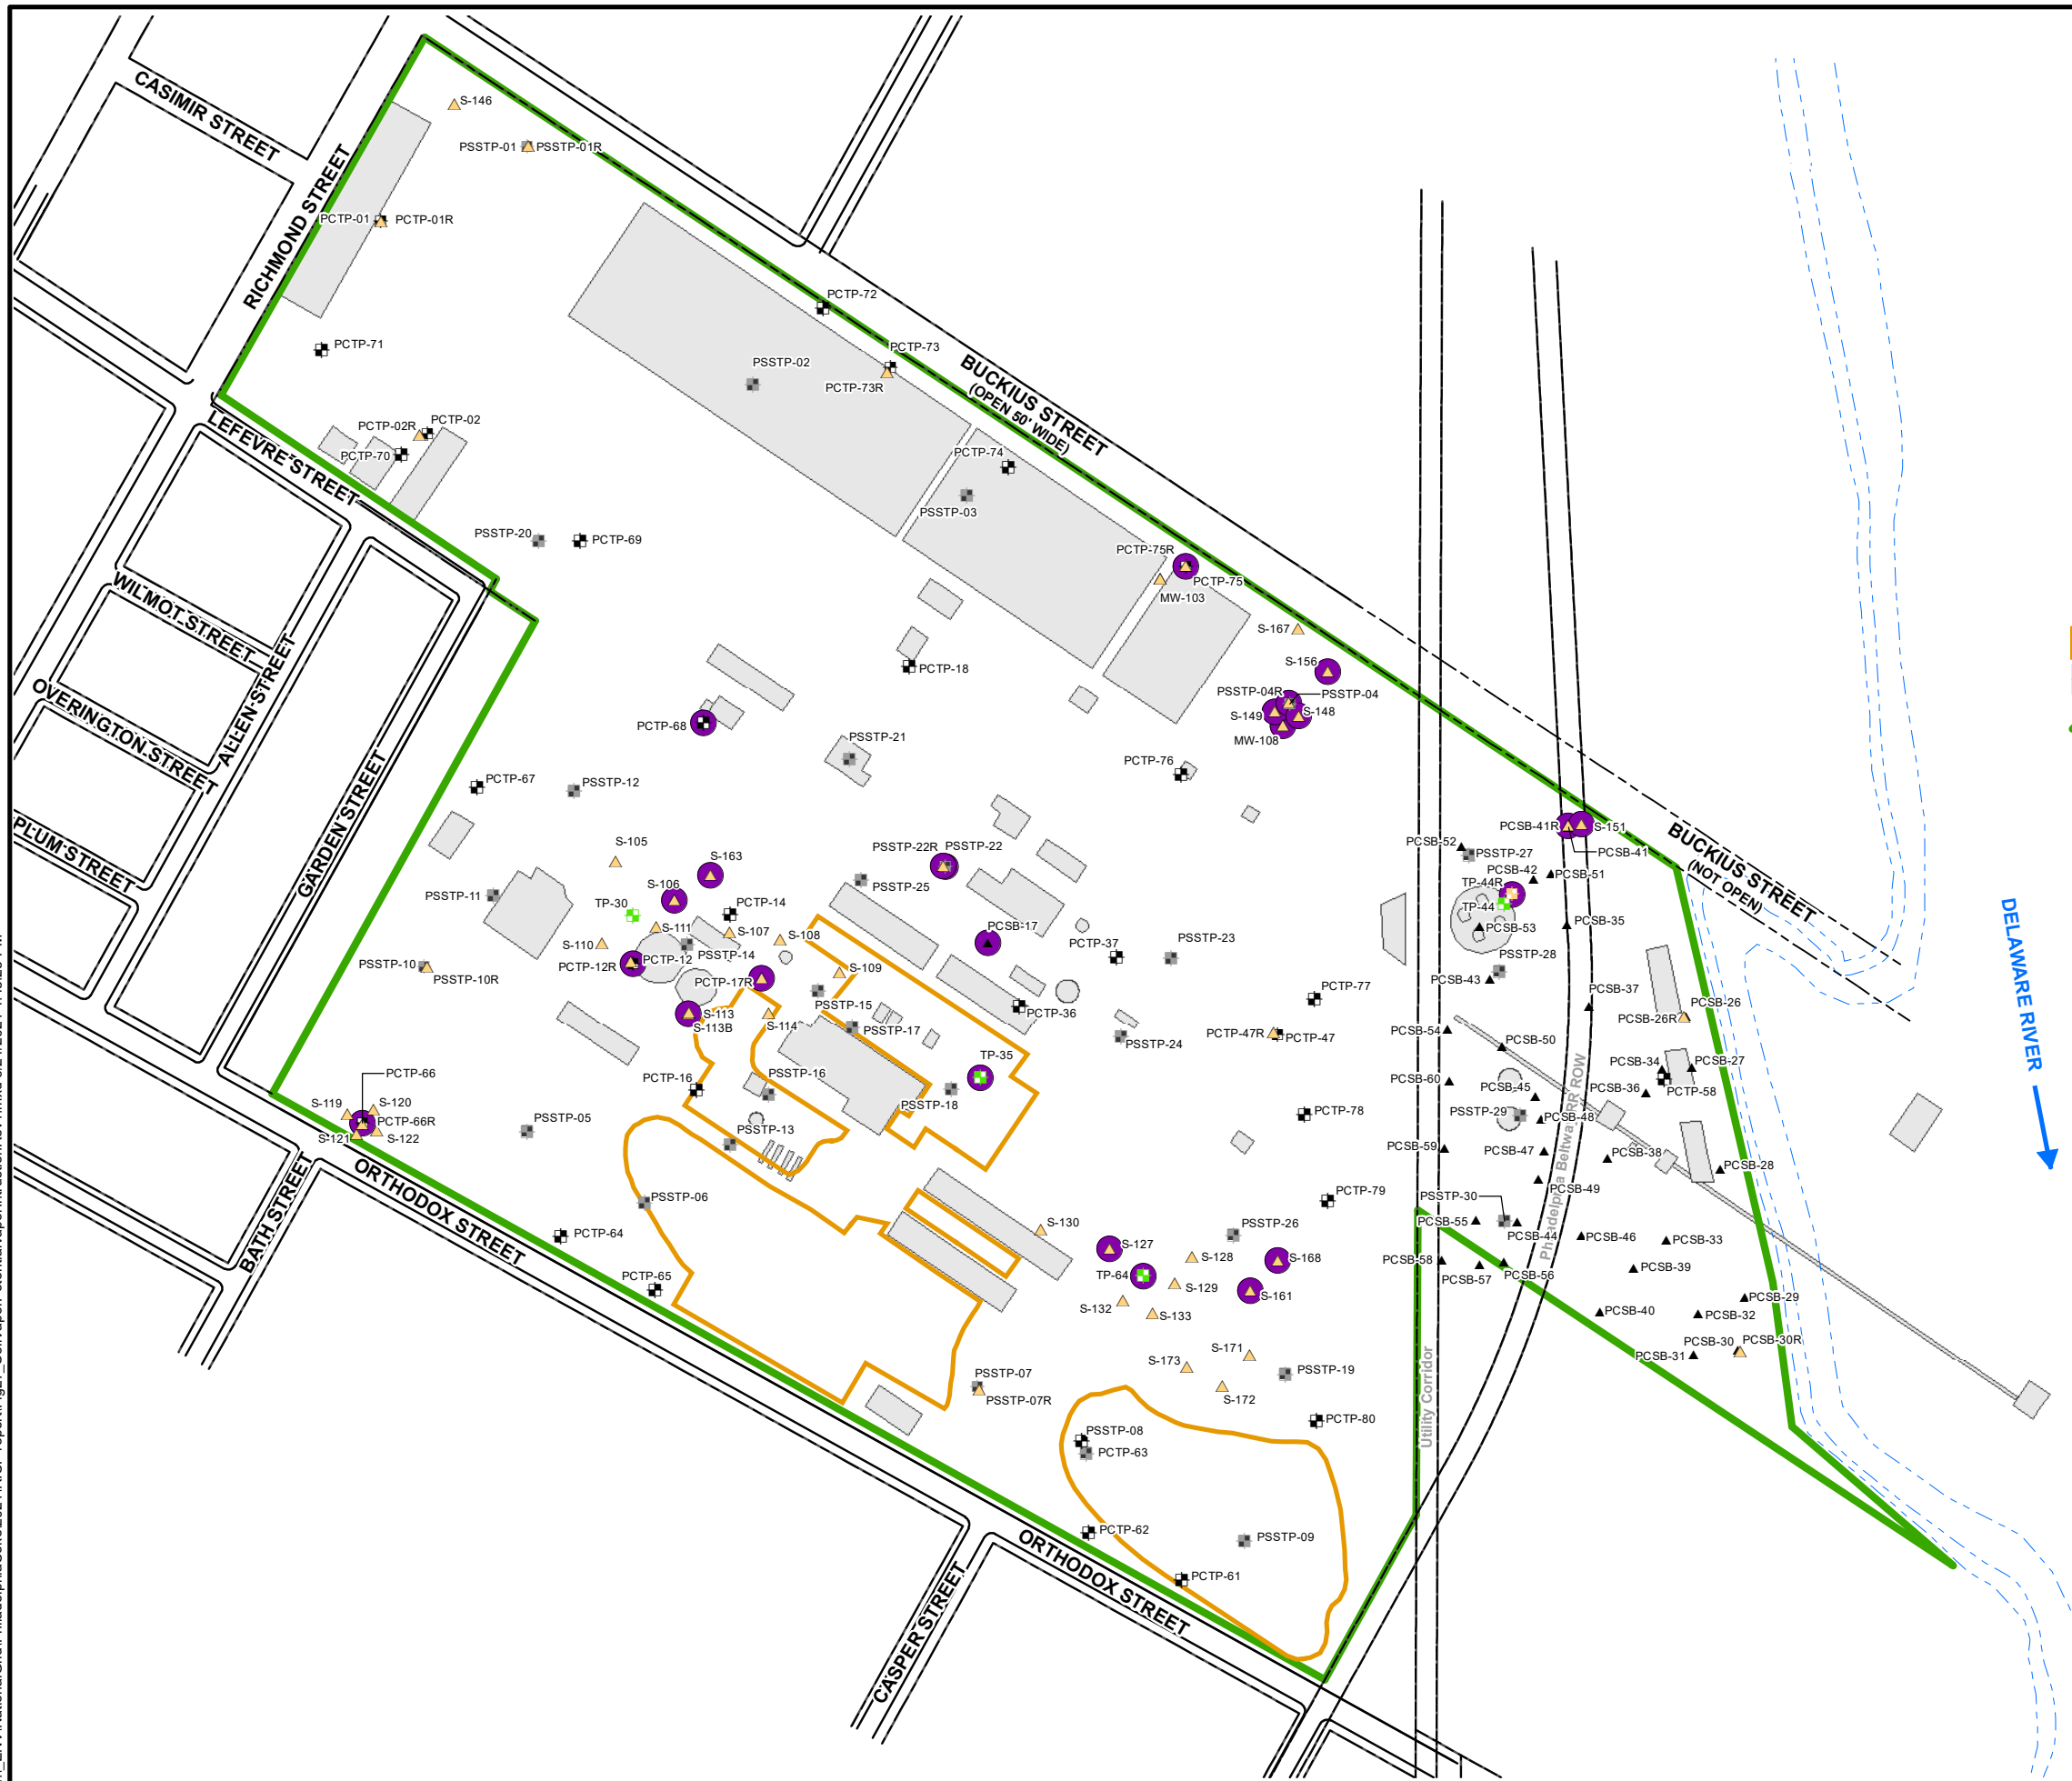 CASIMIR STREET
RICHMOND STREET
S-146
PSSTP-01
PSSTP-01R
PCTP-01
PCTP-01R
PCTP-72
PCTP-71
PCTP-73
PSSTP-02
PCTP-73R
BUCKIUS STREET
(OPEN 50' WIDE)
LEFEVRE STREET
PCTP-02R
PCTP-02
PCTP-70
PCTP-74
PSSTP-03
PSSTP-20
PCTP-69
PCTP-75R
PCTP-75
MW-103
WILMOT STREET
ALLEN STREET
S-167
S-156
PCTP-18
OVERINGTON STREET
PSSTP-04R
PSSTP-04
S-149
S-148
MW-108
PCTP-68
PSSTP-21
PCTP-76
PCTP-67
PSSTP-12
GARDEN STREET
PLUM STREET
PCSB-41R
S-151
PCSB-41
BUCKIUS STREET
(NOT OPEN)
S-105
S-163
PSSTP-22R
PSSTP-22
PCSB-52
PSSTP-27
PCSB-42
PCSB-51
PSSTP-11
S-106
PSSTP-25
TP-44R
TP-44
TP-30
PCTP-14
S-111
S-107
S-108
PCSB-17
PCSB-35
PCSB-53
DELAWARE RIVER
S-110
PSSTP-14
PCTP-37
PSSTP-23
PSSTP-28
PSSTP-10
PSSTP-10R
PCTP-12R
PCTP-12
PCTP-17R
S-109
PCSB-43
PSSTP-15
PCTP-77
PCSB-37
PCSB-26
S-113
S-113B
S-114
PSSTP-17
PCTP-36
PCTP-47R
PCTP-47
PCSB-26R
PCSB-54
PSSTP-24
PCSB-50
TP-35
PCSB-34
PCSB-27
PCTP-66
PCTP-16
PSSTP-16
PSSTP-18
PCSB-60
PCSB-45
PCSB-36
PCTP-58
S-119
S-120
PCTP-66R
S-121
S-122
PSSTP-05
PCTP-78
PSSTP-29
PCSB-48
PSSTP-13
PCSB-59
PCSB-47
PCSB-38
PCSB-28
Philadelphia Beltway RR ROW
BATH STREET
ORTHODOX STREET
PSSTP-06
PCTP-79
PCSB-49
PSSTP-30
PCTP-64
S-130
PSSTP-26
PCSB-55
PCSB-44
PCSB-46
PCSB-33
S-127
S-128
S-168
PCSB-58
PCSB-57
PCSB-56
PCSB-39
PCTP-65
TP-64
S-129
S-161
PCSB-29
S-132
S-133
PCSB-40
PCSB-32
S-171
PCSB-30
PCSB-30R
S-173
PCSB-31
PSSTP-07
PSSTP-07R
S-172
PSSTP-19
Utility Corridor
PCTP-80
PSSTP-08
PCTP-63
PCTP-62
PSSTP-09
ORTHODOX STREET
CASPER STREET
PCTP-61